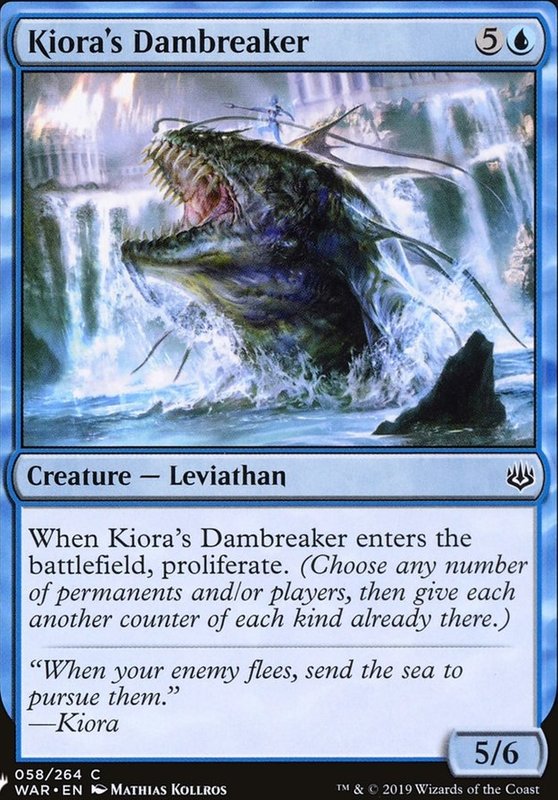 Kiora's Dambreaker 5
Creature — Leviathan
When Kiora's Dambreaker enters the
battlefield, proliferate. (Choose any number
of permanents and/or players, then give each
another counter of each kind already there.)
“When your enemy flees, send the sea to
pursue them.”
—Kiora
5/6
058/264 C
WAR • EN Mathias Kollros
™ & © 2019 Wizards of the Coast